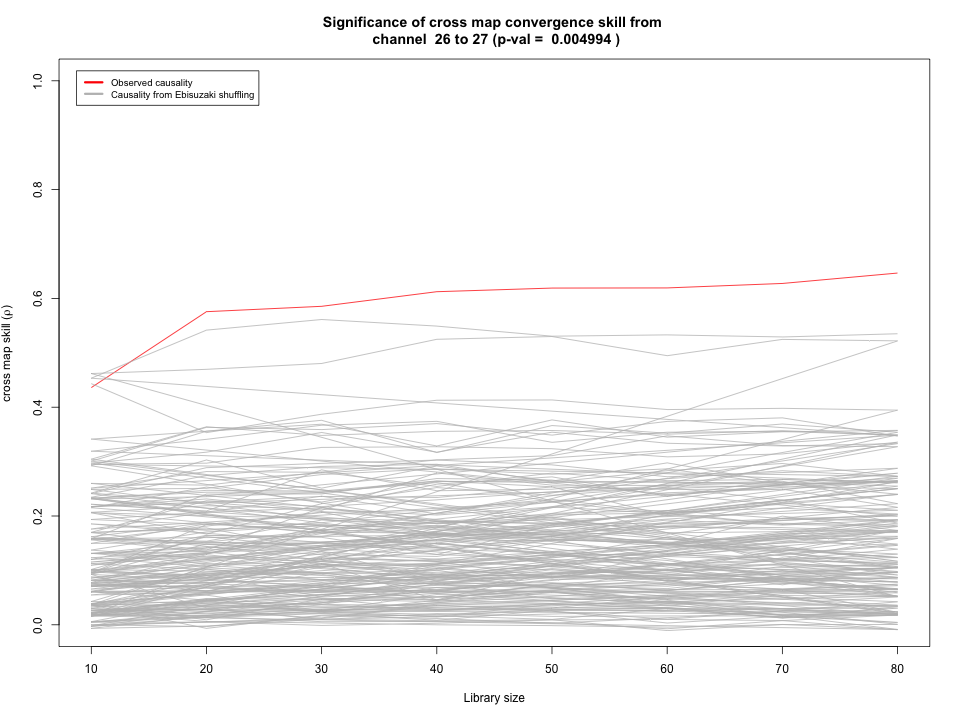 Significance of cross map convergence skill from
channel  26 to 27 (p-val =  0.004994 )
Observed causality
Causality from Ebisuzaki shuffling
1.0
0.8
0.6
0.4
0.2
0.0
cross map skill (ρ)
10 20 30 40 50 60 70 80
Library size